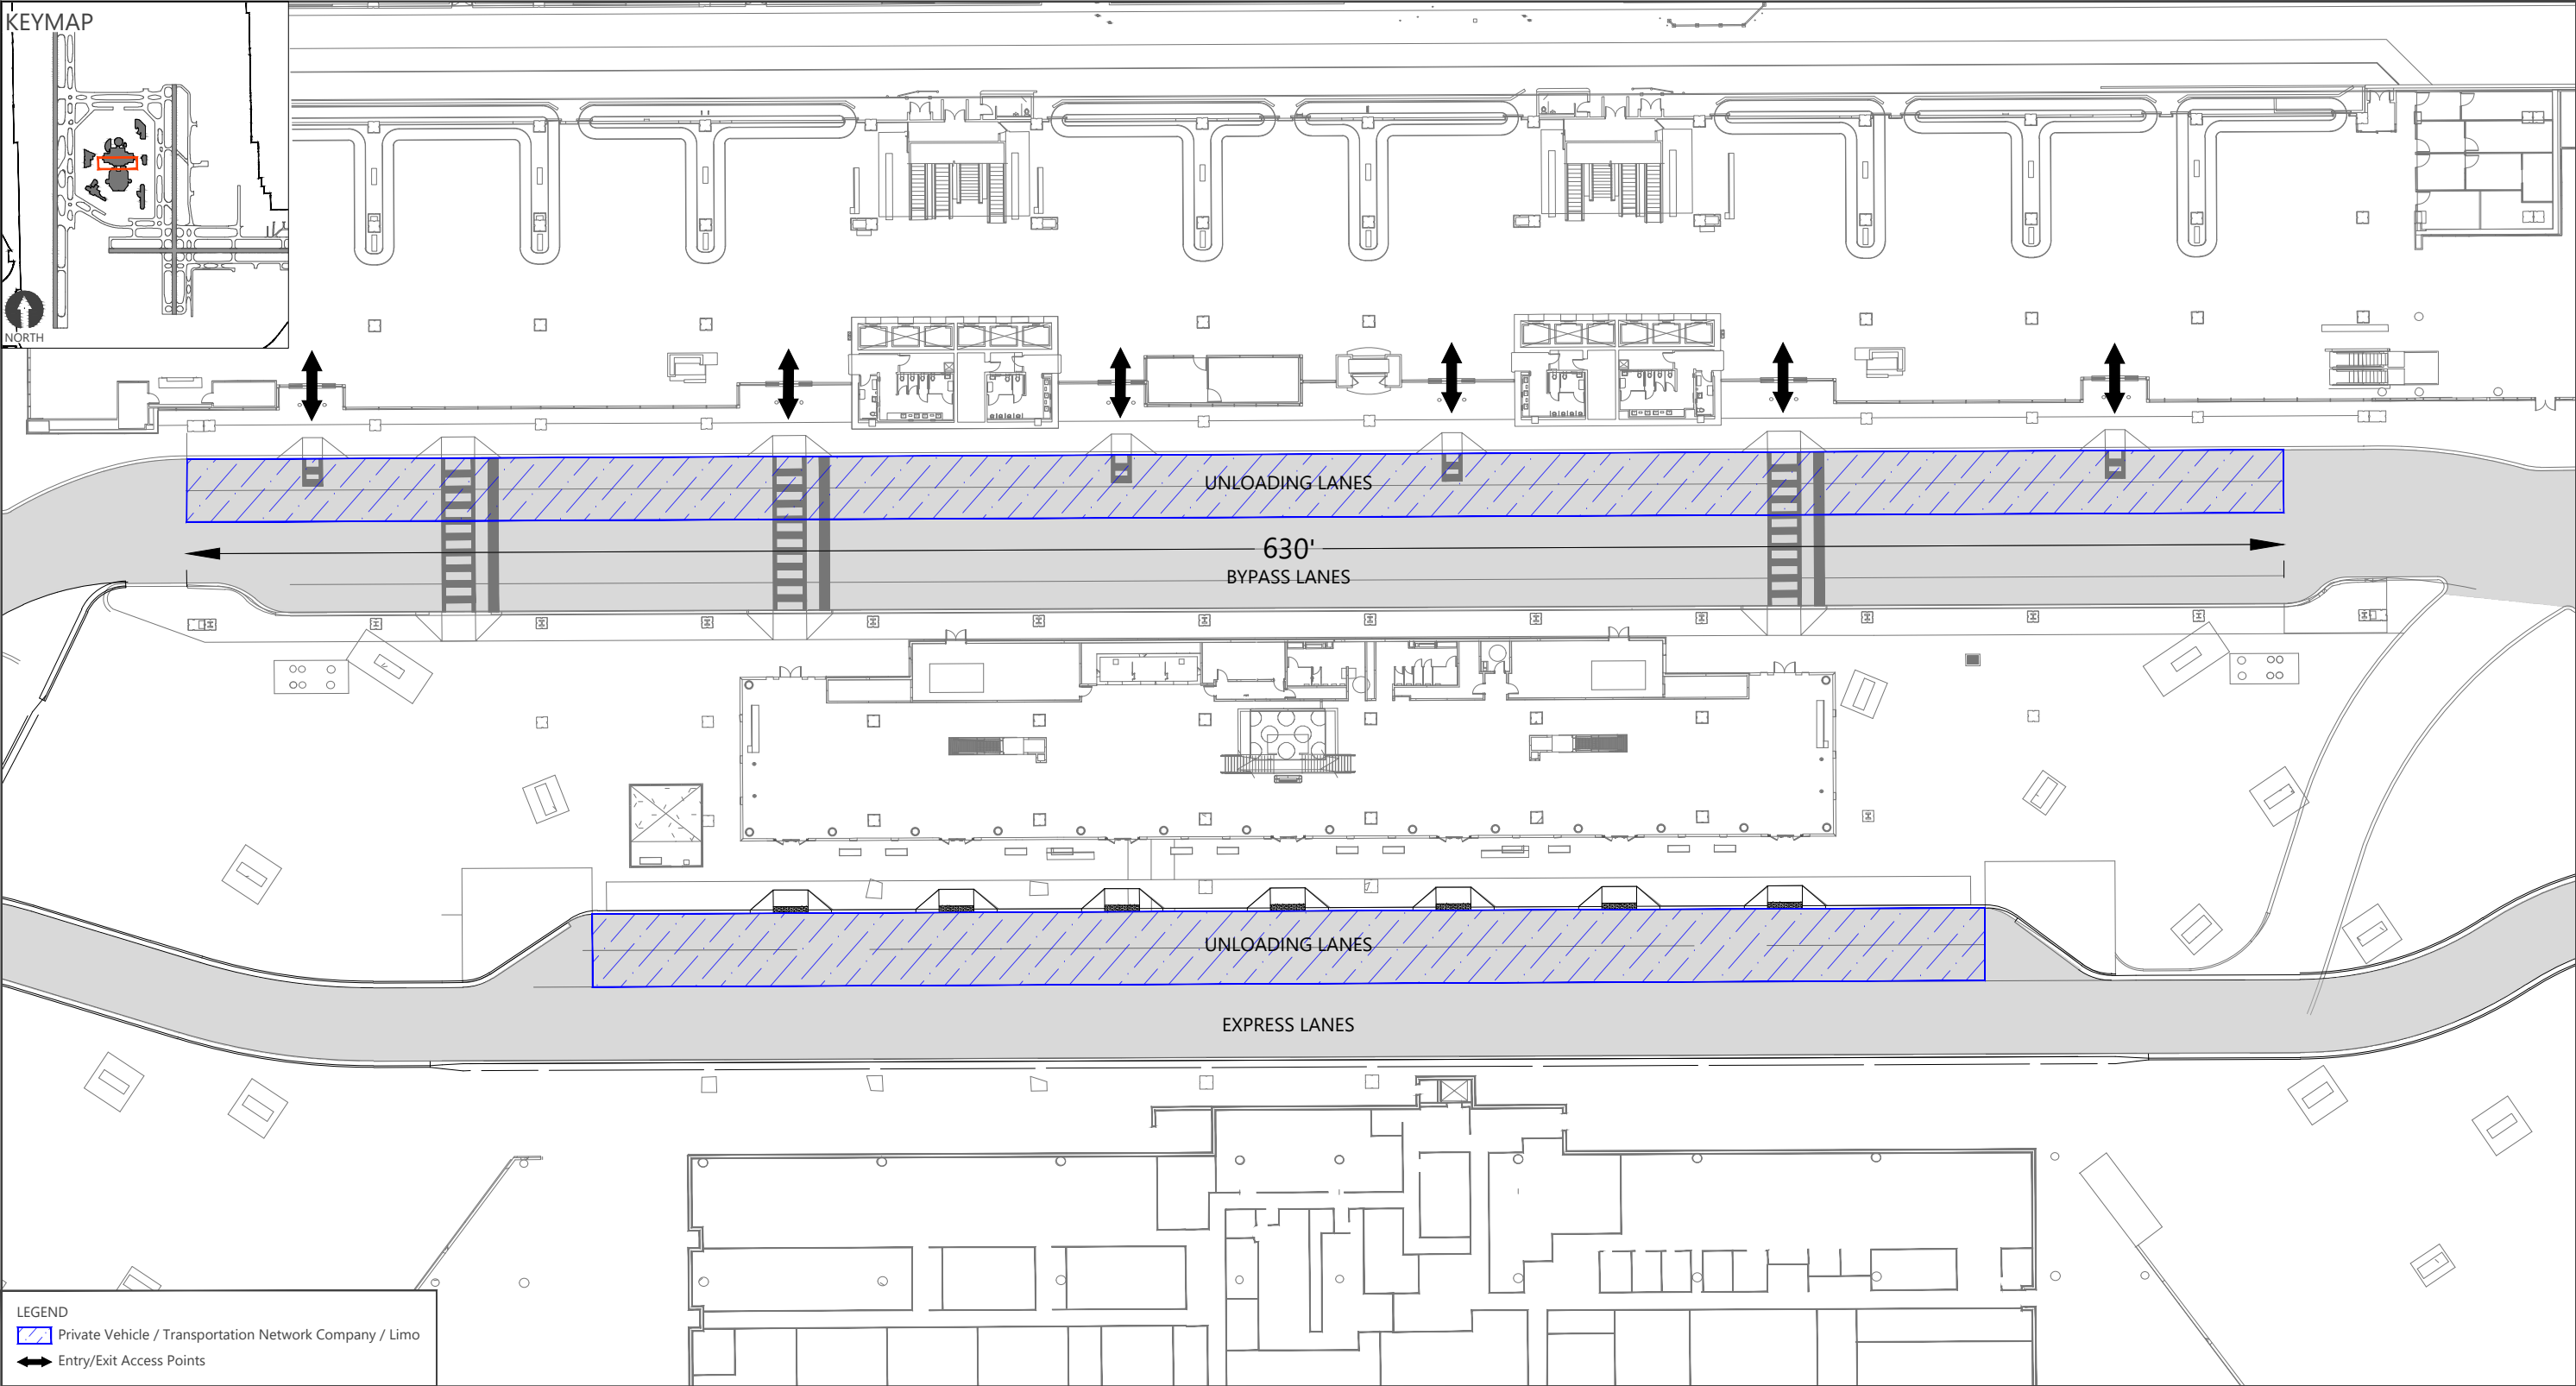 KEYMAP
NORTH
UNLOADING LANES
630'
BYPASS LANES
UNLOADING LANES
EXPRESS LANES
LEGEND
Private Vehicle / Transportation Network Company / Limo
Entry/Exit Access Points